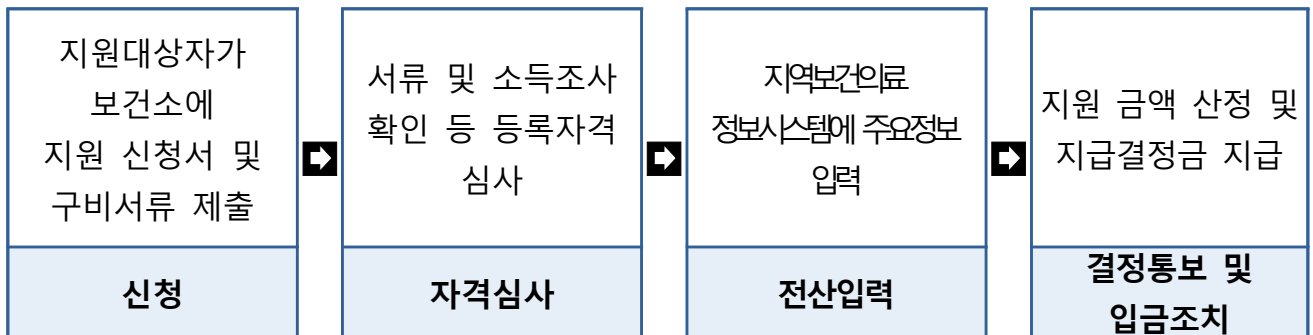 지원대상자가
보건소에
지원 신청서 및
구비서류 제출
신청
서류 및 소득조사
확인 등 등록자격
심사
자격심사
지역보건의료
정보시스템에 주요정보
입력
전산입력
지원 금액 산정 및
지급결정금 지급
결정통보 및
입금조치